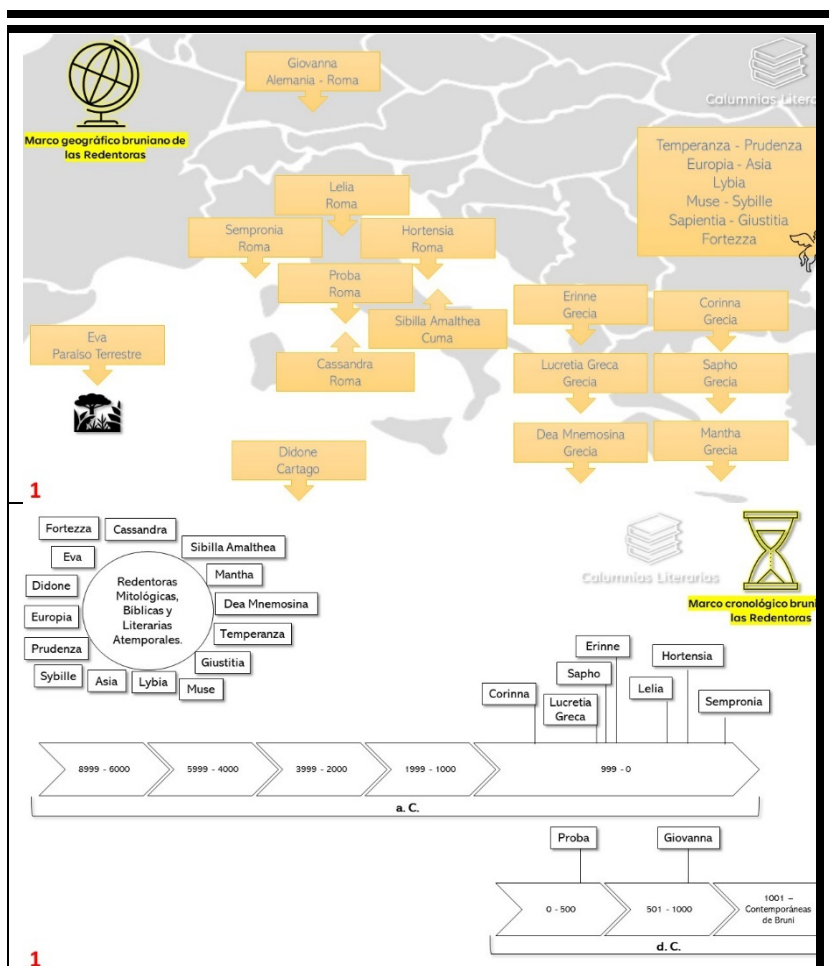 Giovanna
Alemania - Roma
Calumnias Litera
Marco geográfico bruniano de
las Redentoras
Temperanza - Prudenza
Europia - Asia
Lybia
Muse - Sybille
Sapientia - Giustitia
Fortezza
Lelia
Roma
Sempronia
Roma
Hortensia
Roma
Proba
Roma
Sibilla Amalthea
Cuma
Erinne
Grecia
Corinna
Grecia
Eva
Paraíso Terrestre
Cassandra
Roma
Lucretia Greca
Grecia
Sapho
Grecia
Didone
Cartago
Dea Mnemosina
Grecia
Mantha
Grecia
1
Fortezza
Cassandra
Sibilla Amalthea
Eva
Mantha
Didone
Redentoras
Mitológicas,
Bíblicas y
Literarias
Atemporales.
Dea Mnemosina
Europia
Temperanza
Prudenza
Giustitia
Sybille
Asia
Lybia
Muse
Calumnias Literarias
Marco cronológico bruni
las Redentoras
Erinne
Hortensia
Sapho
Corinna
Lucretia
Greca
Lelia
Sempronia
8999 - 6000
5999 - 4000
3999 - 2000
1999 - 1000
999 - 0
a. C.
Proba
Giovanna
0 - 500
501 - 1000
1001 –
Contemporáneas
de Bruni
d. C.
1